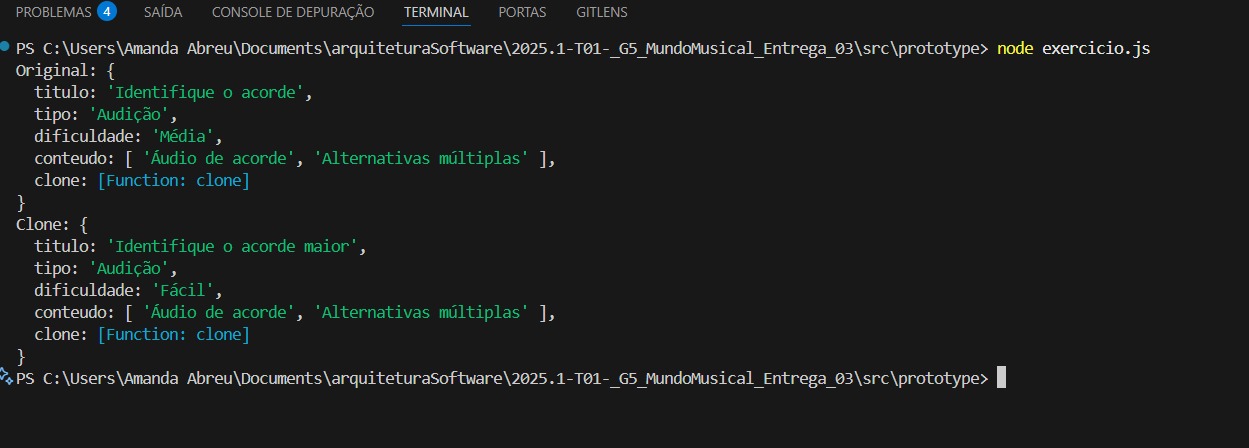 PROBLEMAS 4 SAÍDA CONSOLE DE DEPURAÇÃO TERMINAL PORTAS GITLENS
PS C:\Users\Amanda Abreu\Documents\arquiteturaSoftware\2025.1-T01-_G5_MundoMusical_Entrega_03\src\prototype> node exercicio.js
Original: {
  titulo: 'Identifique o acorde',
  tipo: 'Audição',
  dificuldade: 'Média',
  conteudo: [ 'Áudio de acorde', 'Alternativas múltiplas' ],
  clone: [Function: clone]
}
Clone: {
  titulo: 'Identifique o acorde maior',
  tipo: 'Audição',
  dificuldade: 'Fácil',
  conteudo: [ 'Áudio de acorde', 'Alternativas múltiplas' ],
  clone: [Function: clone]
}
PS C:\Users\Amanda Abreu\Documents\arquiteturaSoftware\2025.1-T01-_G5_MundoMusical_Entrega_03\src\prototype>